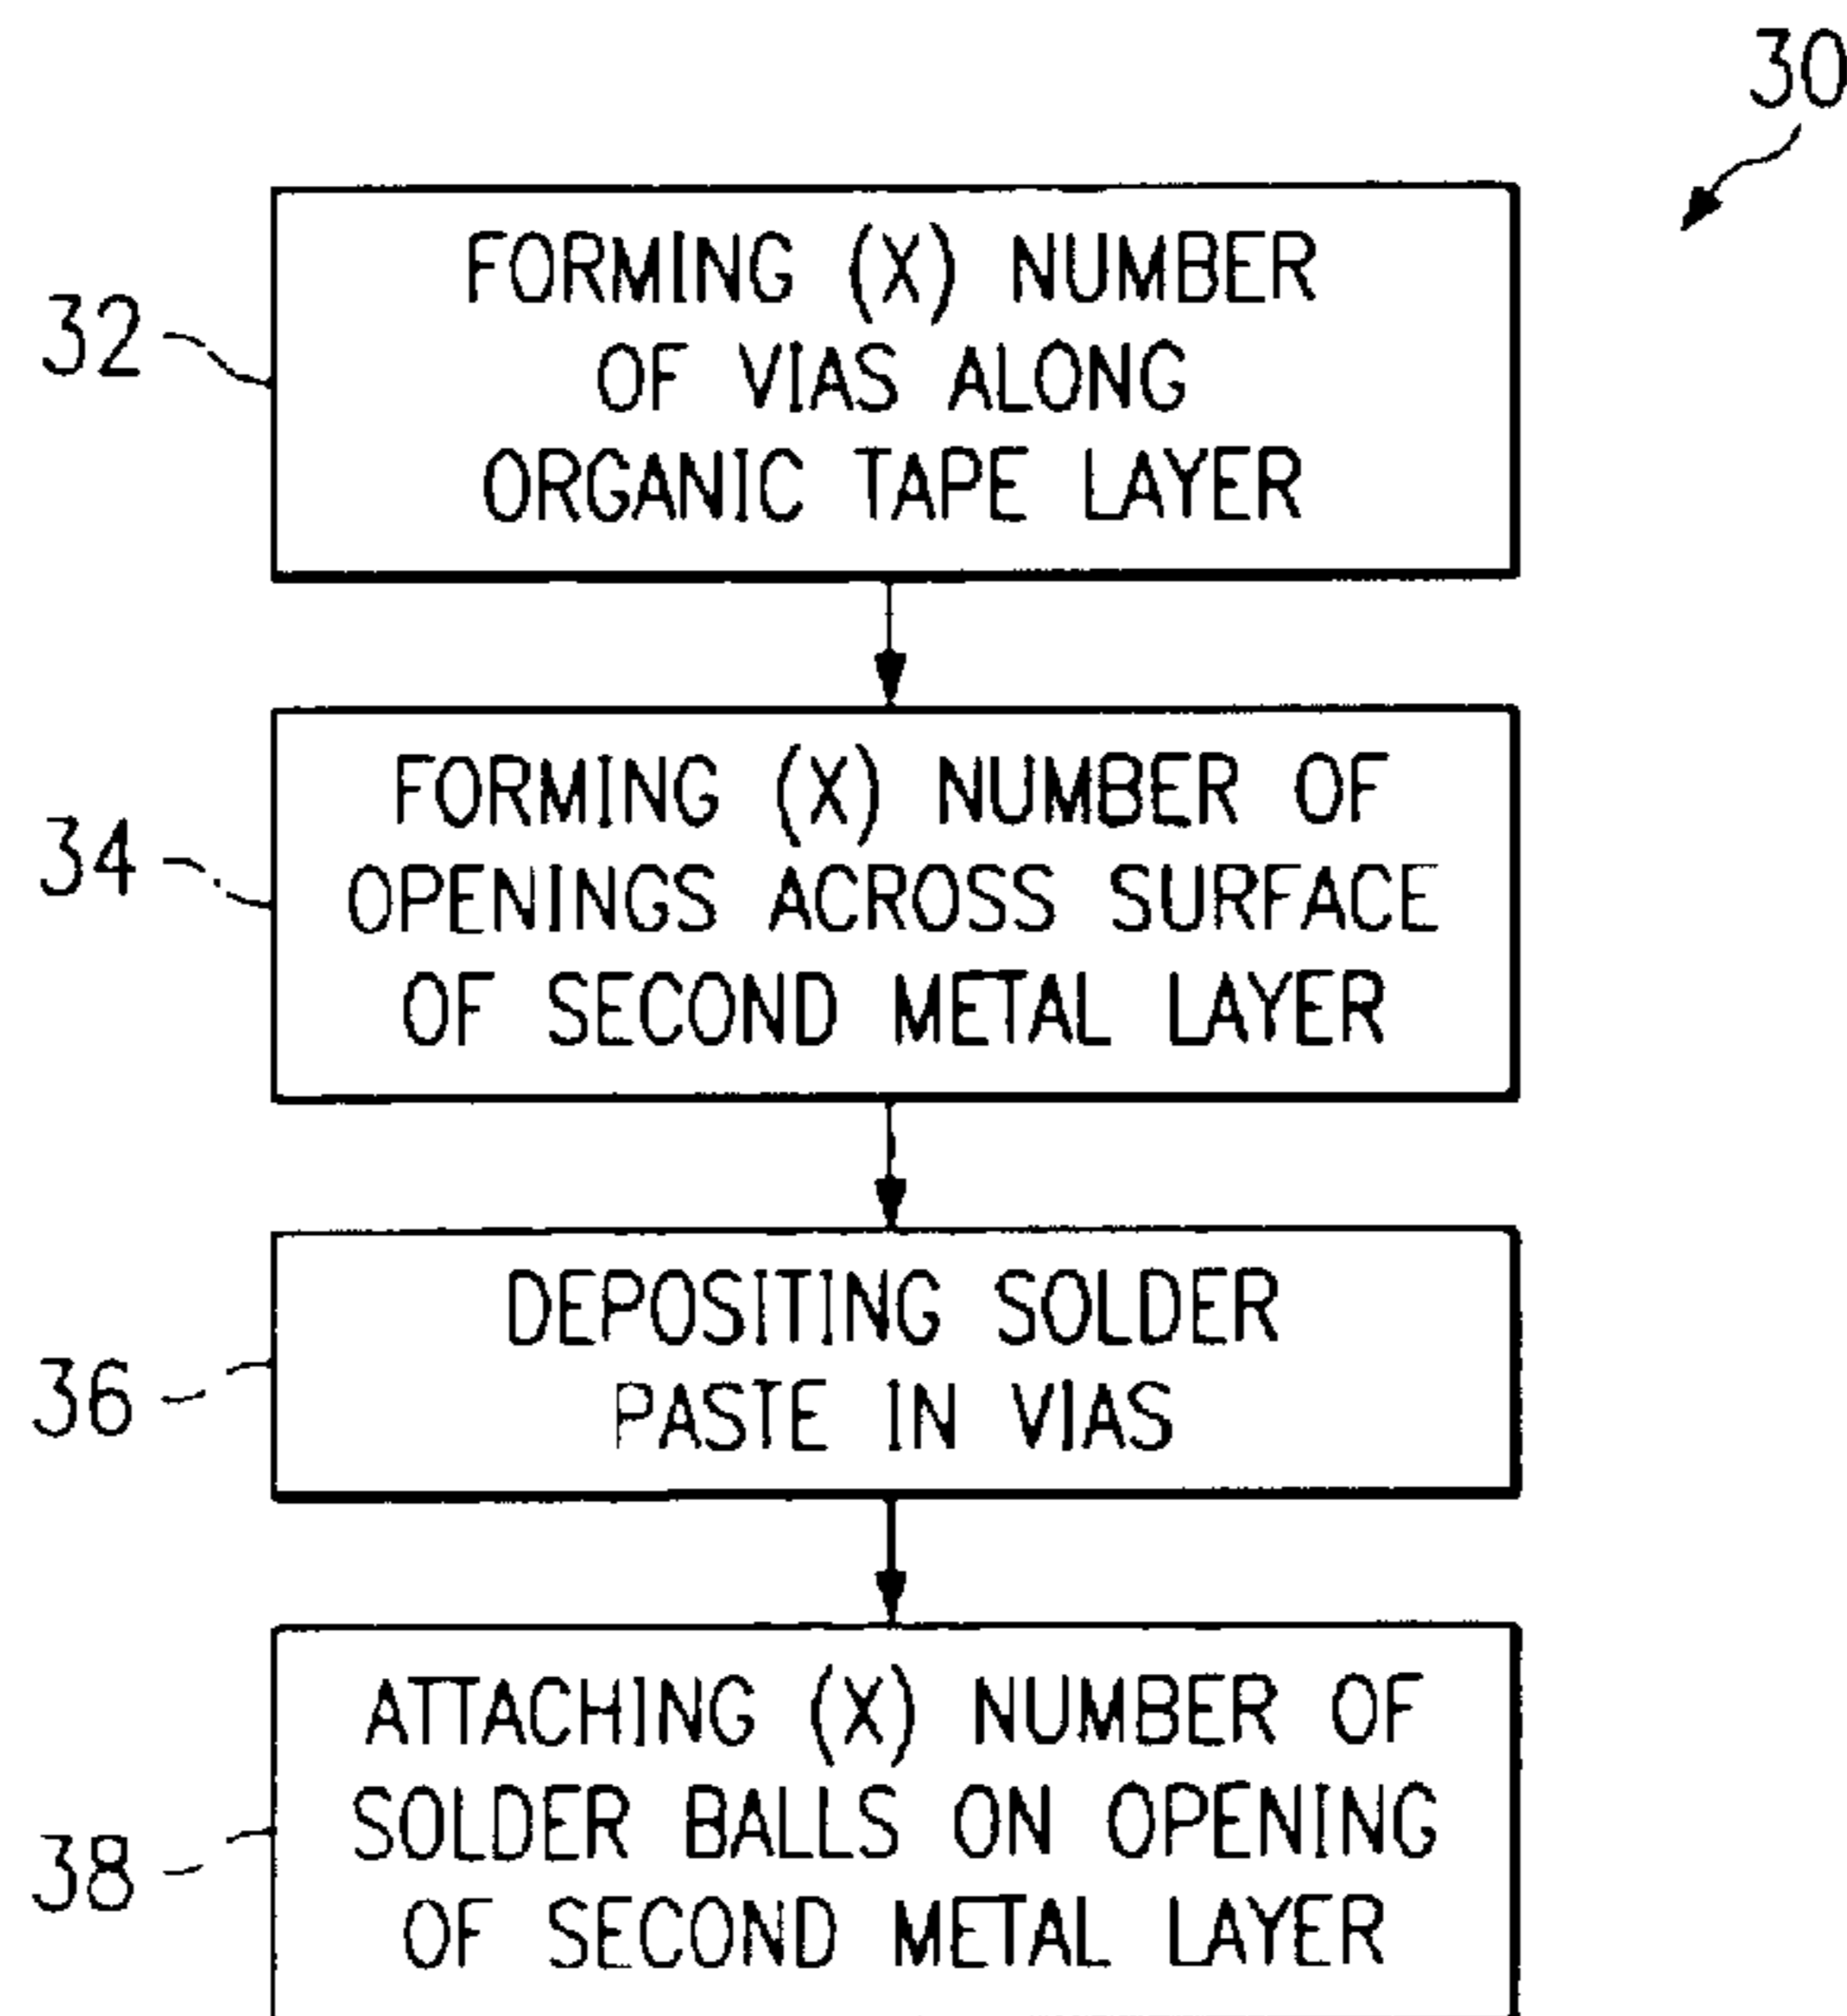 30
32
FORMING (X) NUMBER
OF VIAS ALONG
ORGANIC TAPE LAYER
34
FORMING (X) NUMBER OF
OPENINGS ACROSS SURFACE
OF SECOND METAL LAYER
36
DEPOSITING SOLDER
PASTE IN VIAS
38
ATTACHING (X) NUMBER OF
SOLDER BALLS ON OPENING
OF SECOND METAL LAYER